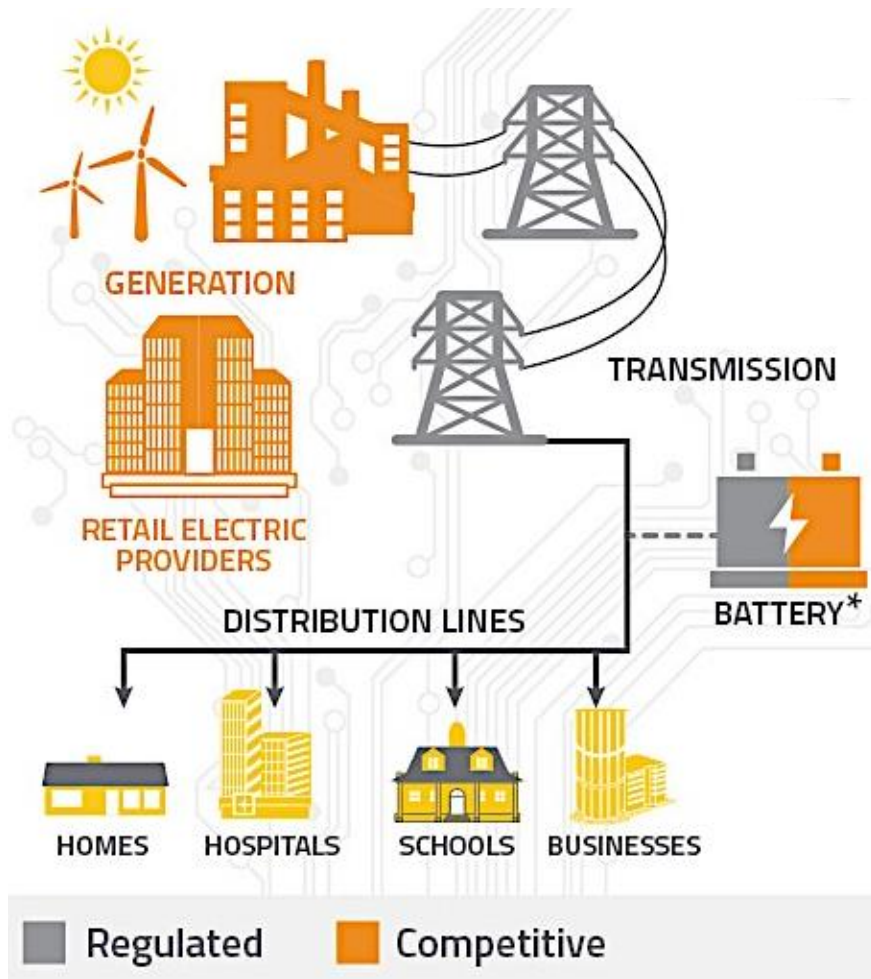 GENERATION
TRANSMISSION
RETAIL ELECTRIC
PROVIDERS
BATTERY*
DISTRIBUTION LINES
HOMES
HOSPITALS
SCHOOLS
BUSINESSES
Regulated
Competitive